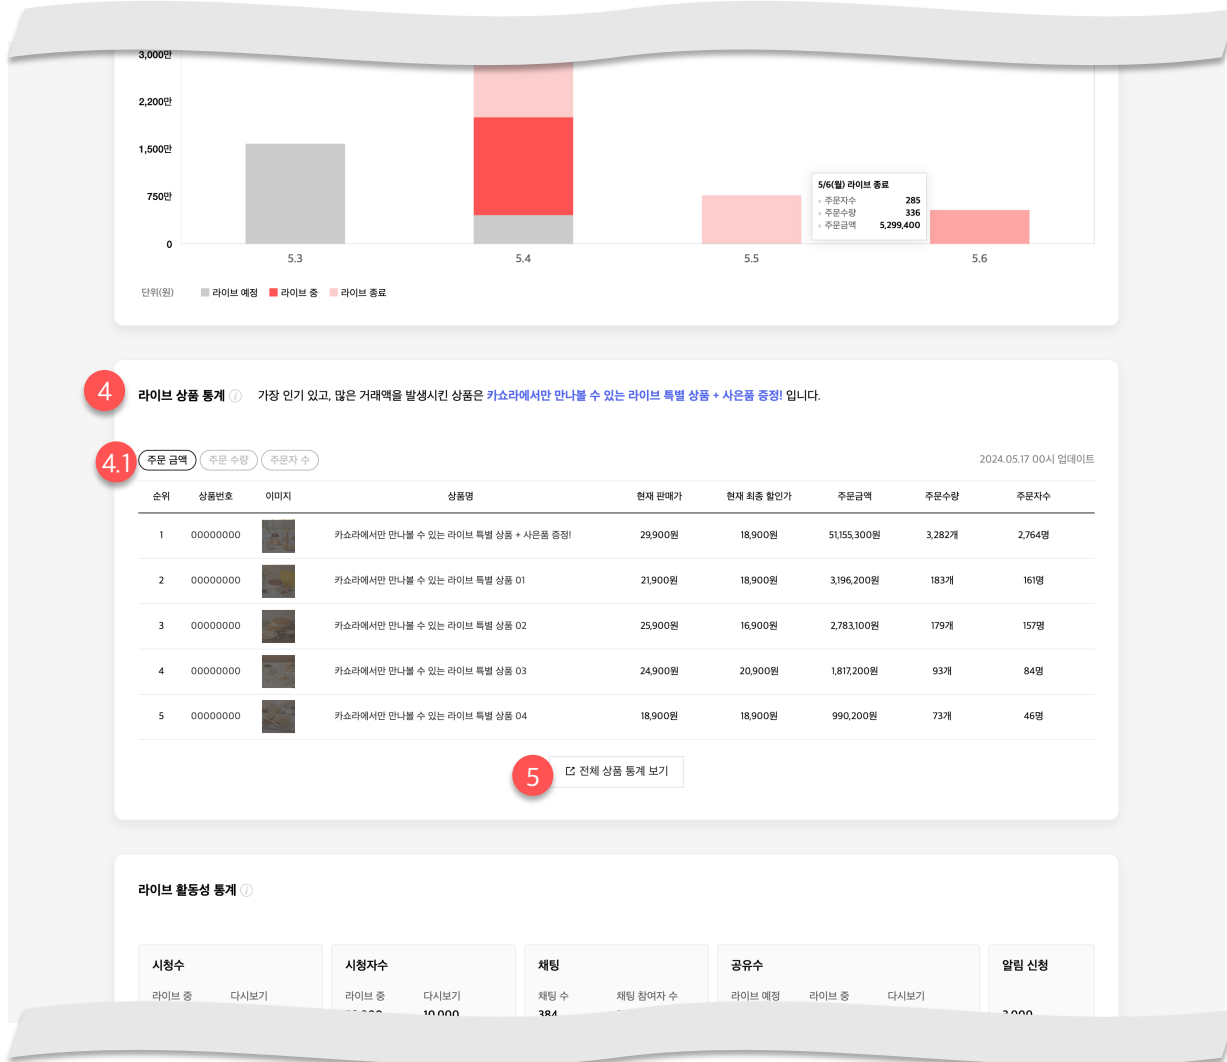 3,000만
2,200만
1,500만
750만
0
5/6(월) 라이브 종료
주문자수 285
주문수량 336
주문금액 5,299,400
5.3 5.4 5.5 5.6
단위(원) 라이브 예정 라이브 중 라이브 종료
4 라이브 상품 통계 i 가장 인기 있고, 많은 거래액을 발생시킨 상품은 카쇼라에서만 만나볼 수 있는 라이브 특별 상품 + 사은품 증정! 입니다.
4.1 주문 금액 주문 수량 주문자 수 2024.05.17 00시 업데이트
순위 상품번호 이미지 상품명 현재 판매가 현재 최종 할인가 주문금액 주문수량 주문자수
1 00000000 카쇼라에서만 만나볼 수 있는 라이브 특별 상품 + 사은품 증정! 29,900원 18,900원 51,155,300원 3,282개 2,764명
2 00000000 카쇼라에서만 만나볼 수 있는 라이브 특별 상품 01 21,900원 18,900원 3,196,200원 183개 161명
3 00000000 카쇼라에서만 만나볼 수 있는 라이브 특별 상품 02 25,900원 16,900원 2,783,100원 179개 157명
4 00000000 카쇼라에서만 만나볼 수 있는 라이브 특별 상품 03 24,900원 20,900원 1,817,200원 93개 84명
5 00000000 카쇼라에서만 만나볼 수 있는 라이브 특별 상품 04 18,900원 18,900원 990,200원 73개 46명
5 전체 상품 통계 보기
라이브 활동성 통계 i
시청수 시청자수 채팅 공유수 알림 신청
라이브 중 다시보기 라이브 중 다시보기 채팅 수 채팅 참여자 수 라이브 예정 라이브 중 다시보기
10,000 384 3,000